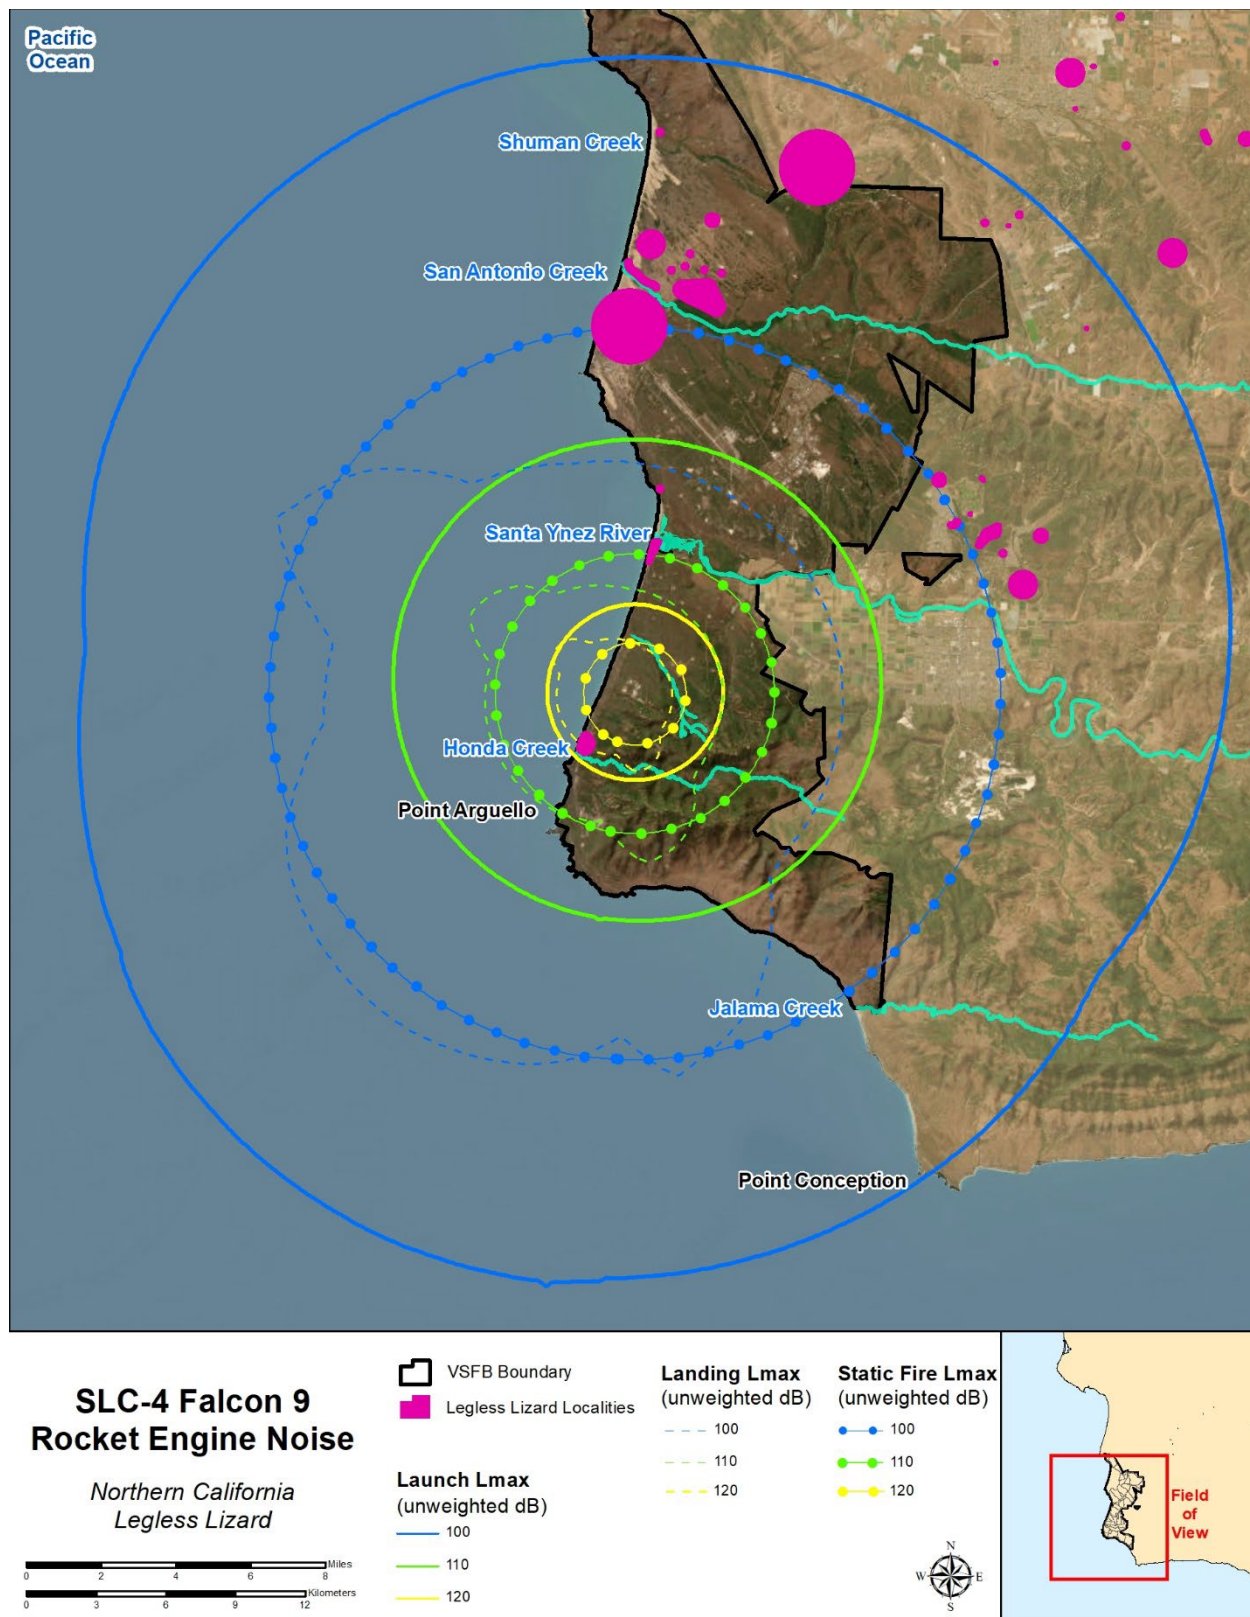 Pacific
Ocean
Shuman Creek
San Antonio Creek
Santa Ynez River
Honda Creek
Point Arguello
Jalama Creek
Point Conception
SLC-4 Falcon 9
Rocket Engine Noise
Northern California
Legless Lizard
0 2 4 6 8 Miles
0 3 6 9 12 Kilometers
VSFB Boundary
Legless Lizard Localities
Launch Lmax
(unweighted dB)
100
110
120
Landing Lmax
(unweighted dB)
100
110
120
Static Fire Lmax
(unweighted dB)
100
110
120
N
W E
S
Field
of
View